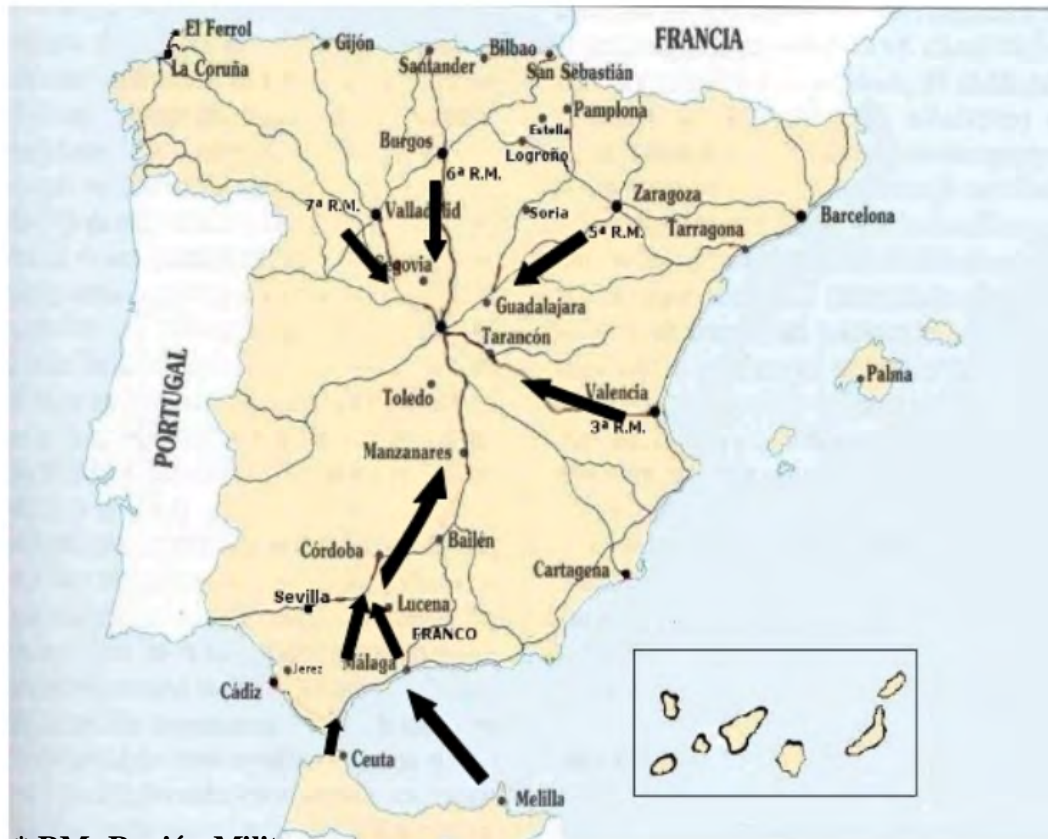 El Ferrol
La Coruña
Gijón
Santander
Bilbao
San Sebastián
FRANCIA
Pamplona
Estella
Logroño
Burgos
6ª R.M.
7ª R.M.
Valladolid
Soria
Zaragoza
5ª R.M.
Tarragona
Barcelona
Segovia
Guadalajara
Tarancón
PORTUGAL
Toledo
Valencia
3ª R.M.
Palma
Manzanares
Córdoba
Bailén
Cartagena
Sevilla
Lucena
FRANCO
Jerez
Málaga
Cádiz
Ceuta
Melilla